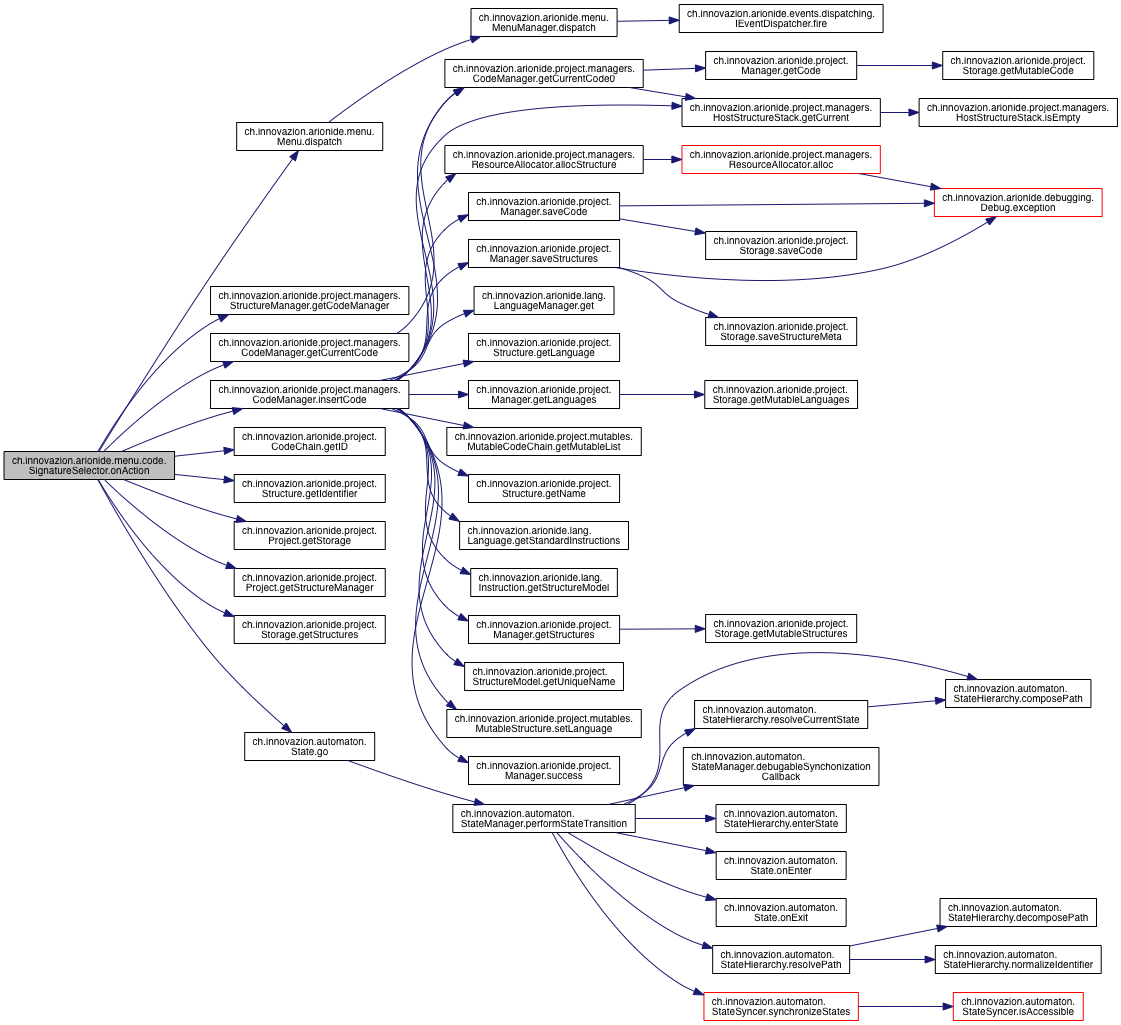 ch.innovazion.arionide.menu.code.
SignatureSelector.onAction
ch.innovazion.arionide.menu.
Menu.dispatch
ch.innovazion.arionide.project.managers.
StructureManager.getCodeManager
ch.innovazion.arionide.project.managers.
CodeManager.getCurrentCode
ch.innovazion.arionide.project.managers.
CodeManager.insertCode
ch.innovazion.arionide.project.
CodeChain.getID
ch.innovazion.arionide.project.
Structure.getIdentifier
ch.innovazion.arionide.project.
Project.getStorage
ch.innovazion.arionide.project.
Project.getStructureManager
ch.innovazion.arionide.project.
Storage.getStructures
ch.innovazion.automaton.
State.go
ch.innovazion.arionide.menu.
MenuManager.dispatch
ch.innovazion.arionide.project.managers.
CodeManager.getCurrentCode0
ch.innovazion.arionide.project.managers.
ResourceAllocator.allocStructure
ch.innovazion.arionide.project.
Manager.saveCode
ch.innovazion.arionide.project.
Manager.saveStructures
ch.innovazion.arionide.lang.
LanguageManager.get
ch.innovazion.arionide.project.
Structure.getLanguage
ch.innovazion.arionide.project.
Manager.getLanguages
ch.innovazion.arionide.project.mutables.
MutableCodeChain.getMutableList
ch.innovazion.arionide.project.
Structure.getName
ch.innovazion.arionide.lang.
Language.getStandardInstructions
ch.innovazion.arionide.lang.
Instruction.getStructureModel
ch.innovazion.arionide.project.
Manager.getStructures
ch.innovazion.arionide.project.
StructureModel.getUniqueName
ch.innovazion.arionide.project.mutables.
MutableStructure.setLanguage
ch.innovazion.arionide.project.
Manager.success
ch.innovazion.automaton.
StateManager.performStateTransition
ch.innovazion.arionide.events.dispatching.
IEventDispatcher.fire
ch.innovazion.arionide.project.
Manager.getCode
ch.innovazion.arionide.project.managers.
HostStructureStack.getCurrent
ch.innovazion.arionide.project.managers.
ResourceAllocator.alloc
ch.innovazion.arionide.project.
Storage.saveCode
ch.innovazion.arionide.project.
Storage.saveStructureMeta
ch.innovazion.arionide.project.
Storage.getMutableLanguages
ch.innovazion.arionide.project.
Storage.getMutableStructures
ch.innovazion.automaton.
StateHierarchy.resolveCurrentState
ch.innovazion.automaton.
StateManager.debugableSynchonization
Callback
ch.innovazion.automaton.
StateHierarchy.enterState
ch.innovazion.automaton.
State.onEnter
ch.innovazion.automaton.
State.onExit
ch.innovazion.automaton.
StateHierarchy.resolvePath
ch.innovazion.automaton.
StateSyncer.synchronizeStates
ch.innovazion.arionide.project.
Storage.getMutableCode
ch.innovazion.arionide.project.managers.
HostStructureStack.isEmpty
ch.innovazion.arionide.debugging.
Debug.exception
ch.innovazion.automaton.
StateHierarchy.composePath
ch.innovazion.automaton.
StateHierarchy.decomposePath
ch.innovazion.automaton.
StateHierarchy.normalizeIdentifier
ch.innovazion.automaton.
StateSyncer.isAccessible